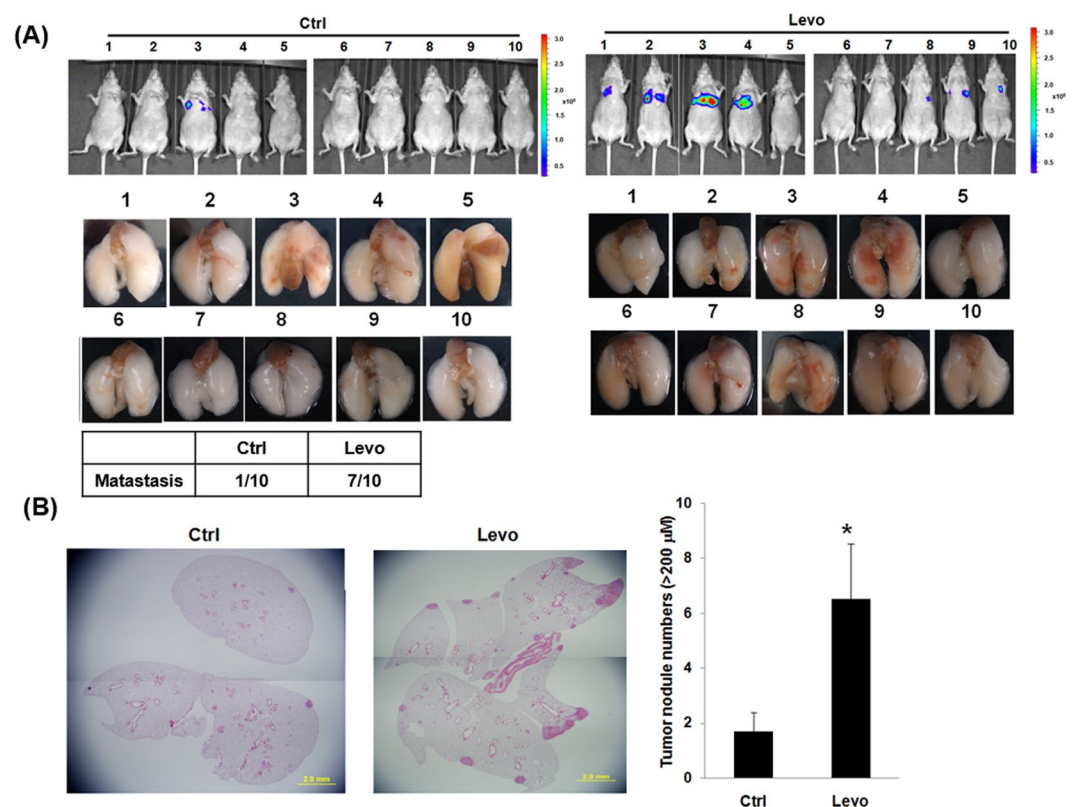 (A)
Ctrl
1 2 3 4 5 6 7 8 9 10
3.0
2.5
2.0
×10⁶
1.5
1.0
0.5
Levo
1 2 3 4 5 6 7 8 9 10
3.0
2.5
2.0
1.5
1.0
0.5
1 2 3 4 5
6 7 8 9 10
1 2 3 4 5
6 7 8 9 10
Ctrl Levo
Matastasis 1/10 7/10
(B)
Ctrl
2.0 mm
Levo
2.0 mm
Tumor nodule numbers (>200 μM)
10
8
6
4
2
0
*
Ctrl Levo